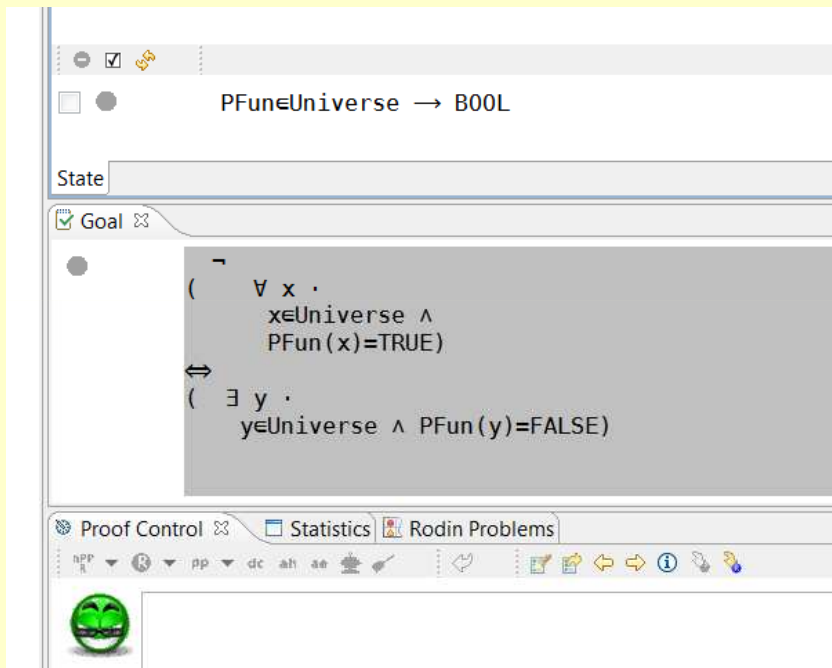 PFun∈Universe → BOOL
State
Goal
¬
( ∀ x ·
x∈Universe ∧
PFun(x)=TRUE)
⇔
( ∃ y ·
y∈Universe ∧ PFun(y)=FALSE)
Proof Control Statistics Rodin Problems
nPP R R pp dc ah ae